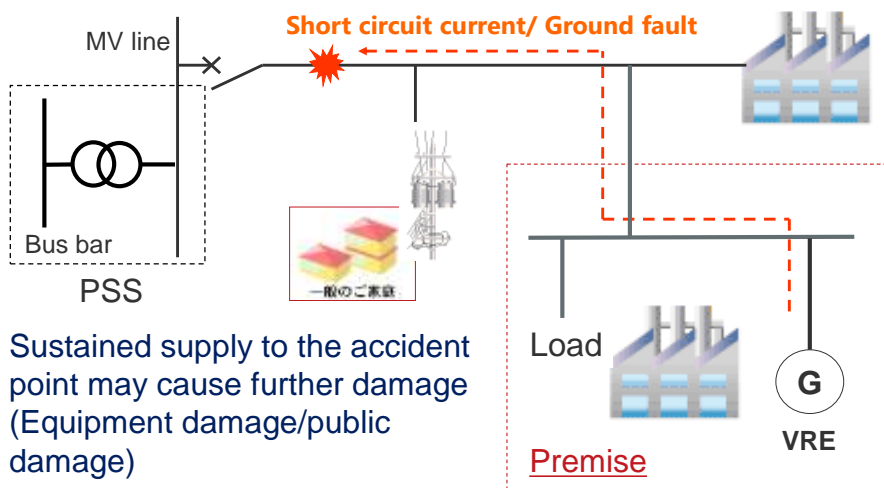 Short circuit current/ Ground fault
MV line
Bus bar
PSS
一般のご家庭
Sustained supply to the accident
point may cause further damage
(Equipment damage/public
damage)
Load
G
VRE
Premise